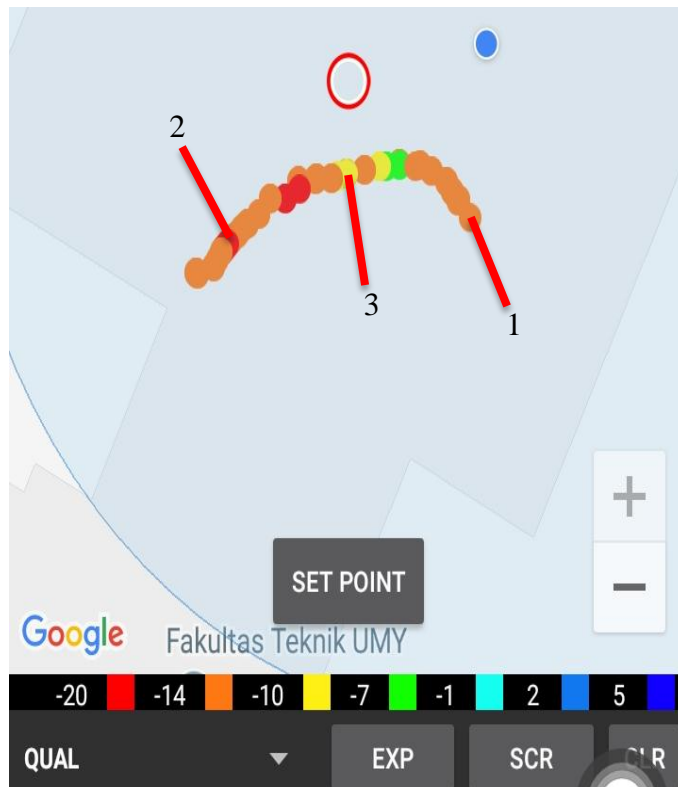 2
3
1
+
SET POINT
−
Google
Fakultas Teknik UMY
-20 -14 -10 -7 -1 2 5
QUAL EXP SCR CLR